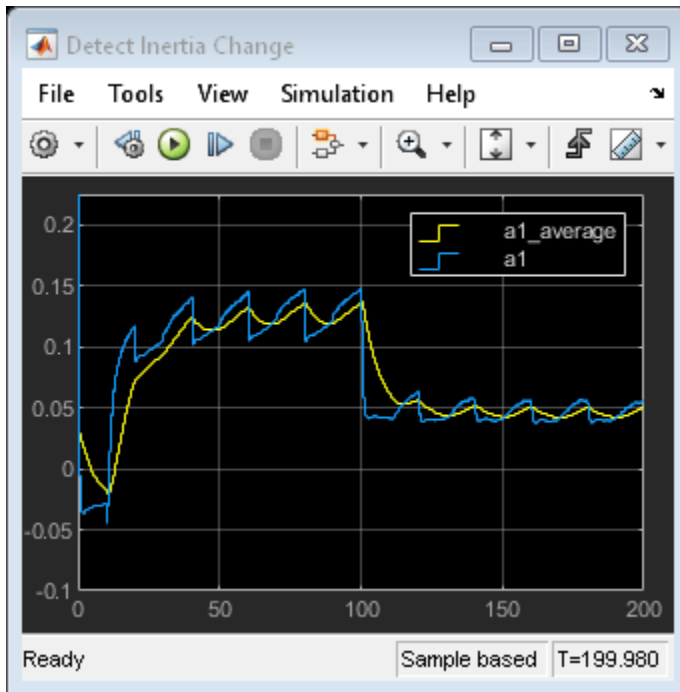 Detect Inertia Change
File Tools View Simulation Help
0.2
0.15
0.1
0.05
0
-0.05
-0.1
a1_average
a1
0 50 100 150 200
Ready Sample based T=199.980